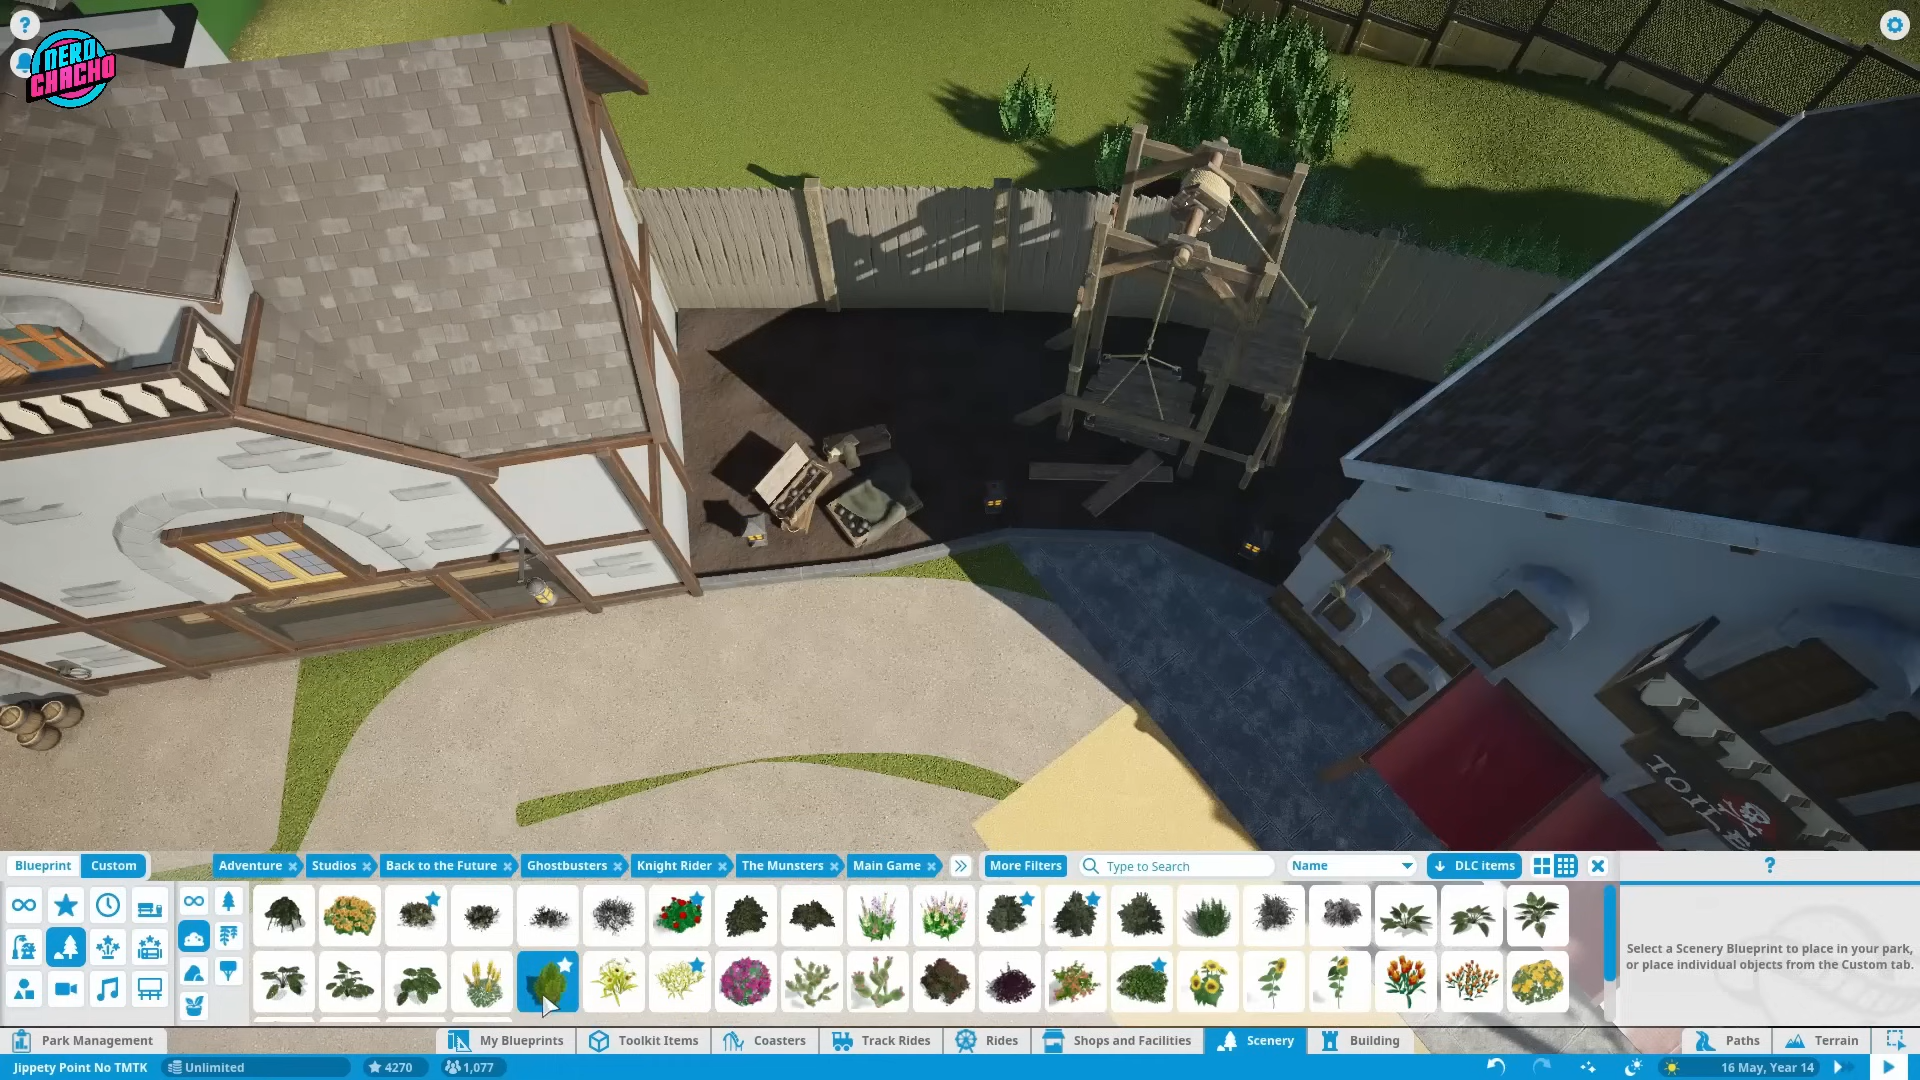 ?
NERD
CHACHO
TOILE
Blueprint
Custom
Adventure
Studios
Back to the Future
Ghostbusters
Knight Rider
The Munsters
Main Game
More Filters
Type to Search
Name
DLC items
?
Select a Scenery Blueprint to place in your park,
or place individual objects from the Custom tab.
Park Management
My Blueprints
Toolkit Items
Coasters
Track Rides
Rides
Shops and Facilities
Scenery
Building
Paths
Terrain
Jippety Point No TMTK
Unlimited
4270
1,077
16 May, Year 14